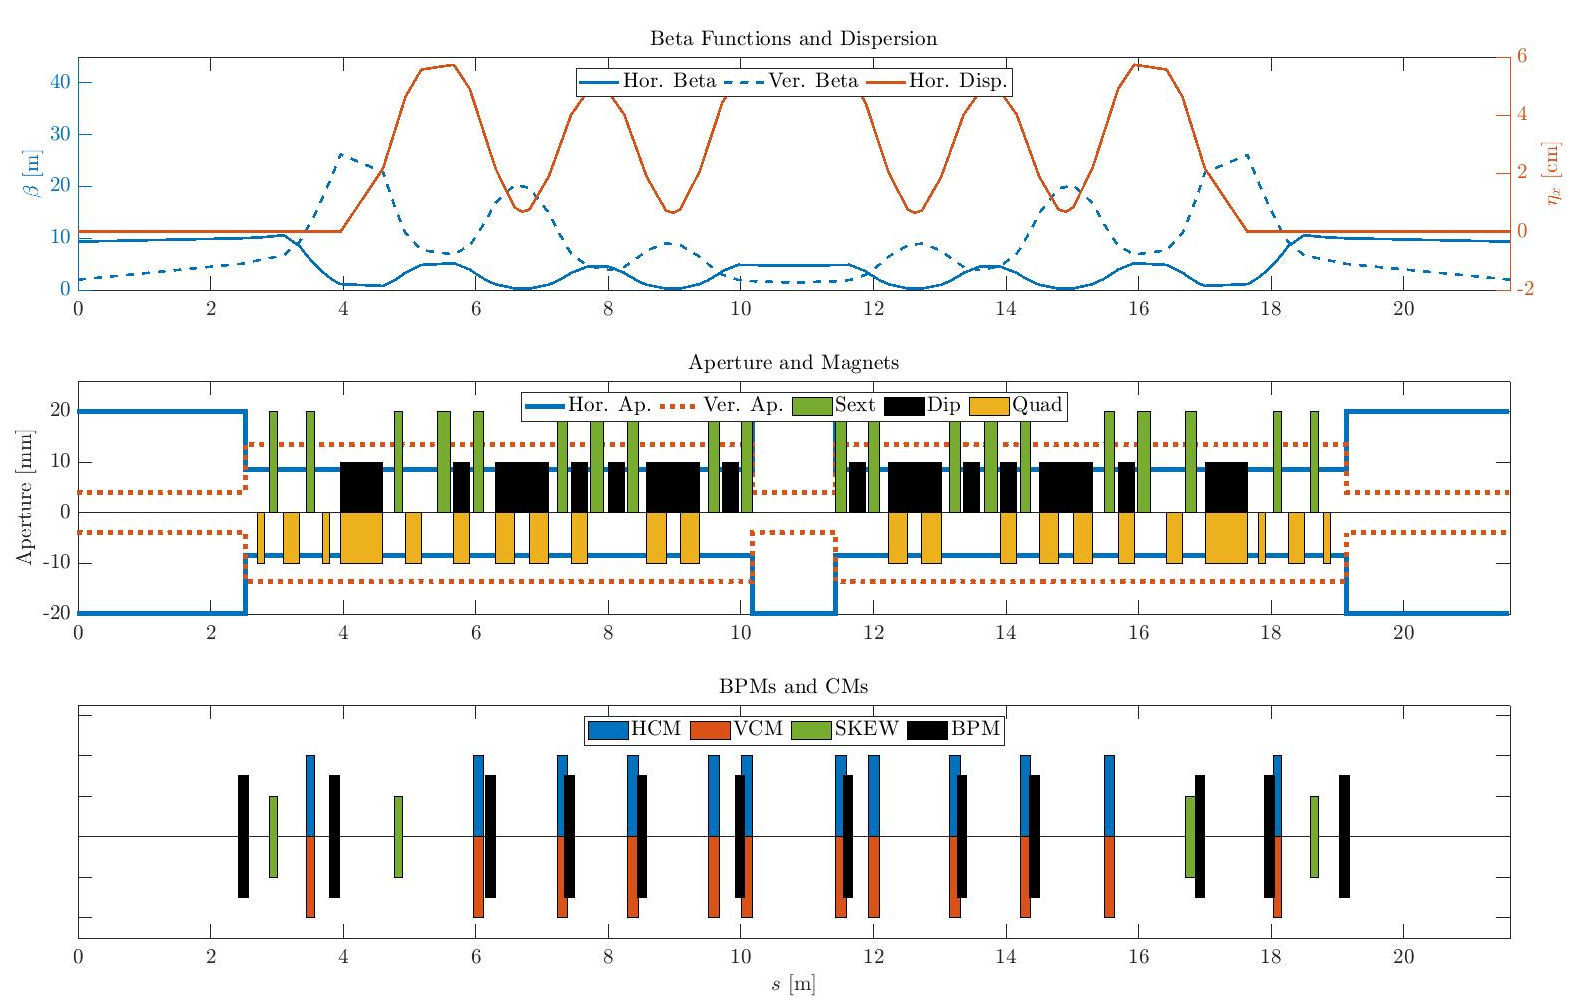 Beta Functions and Dispersion
Hor. Beta Ver. Beta Hor. Disp.
40
30
20
10
0
β [m]
6
4
2
0
-2
ηx [cm]
0 2 4 6 8 10 12 14 16 18 20
Aperture and Magnets
Hor. Ap. Ver. Ap. Sext Dip Quad
20
10
0
-10
-20
Aperture [mm]
0 2 4 6 8 10 12 14 16 18 20
BPMs and CMs
HCM VCM SKEW BPM
0 2 4 6 8 10 12 14 16 18 20
s [m]